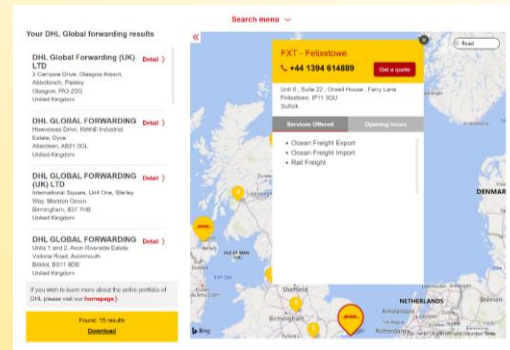 Search menu
Your DHL Global forwarding results
DHL Global Forwarding (UK) LTD
Detail
2 Campsie Drive, Glasgow Airport,
Abbotsinch, Paisley
Glasgow, PA3 2SG
United Kingdom
DHL GLOBAL FORWARDING
Detail
Howemoss Drive, Kirkhill Industrial
Estate, Dyce
Aberdeen, AB21 0GL
United Kingdom
DHL GLOBAL FORWARDING (UK) LTD
Detail
International Square, Unit One, Starley
Way, Marston Green
Birmingham, B37 7HB
United Kingdom
DHL GLOBAL FORWARDING
Detail
Units 1 and 2, Avon Riverside Estate,
Victoria Road, Avonmouth
Bristol, BS11 9DB
United Kingdom
If you wish to learn more about the entire portfolio of
DHL please visit our homepage
Found: 15 results
Download
FXT - Felixstowe
+44 1394 614889
Get a quote
Unit 6, Suite 22, Orwell House, Ferry Lane
Felixstowe, IP11 3QU
Suffolk
Services Offered
Opening hours
Ocean Freight Export
Ocean Freight Import
Rail Freight
Road
DENMAR
ISLE OF MAN
Sheffield
Birmingham
NETHERLANDS
Amsterdam
The Hague
Rotterdam
Bremen
DHL
DHL
Bing